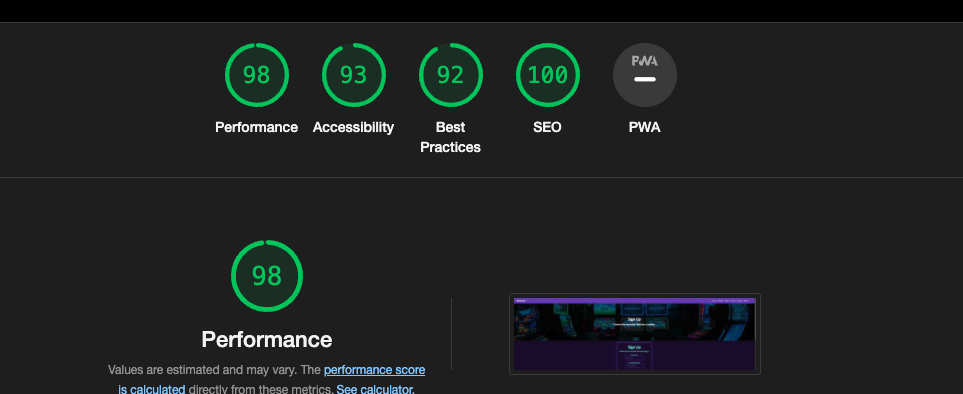 98
93
92
100
PWA
Performance
Accessibility
Best
Practices
SEO
PWA
98
Performance
Values are estimated and may vary. The performance score
is calculated directly from these metrics. See calculator.
Sign Up
Sign Up